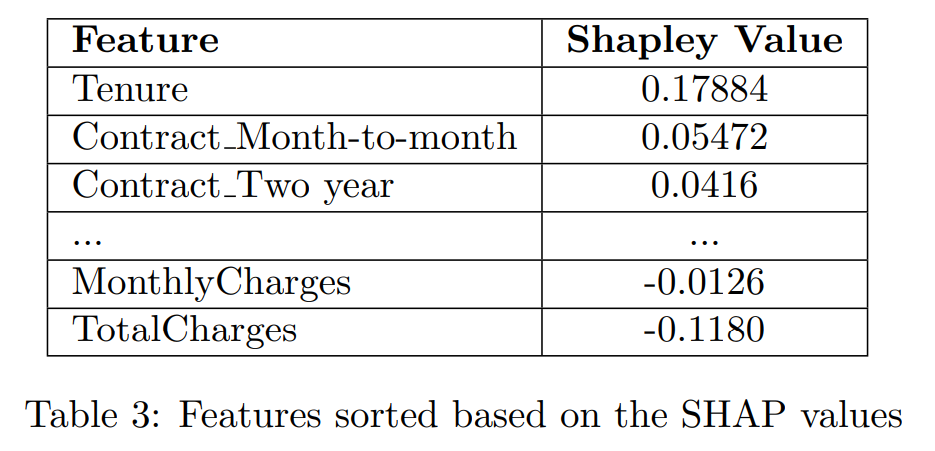 Feature Shapley Value
Tenure 0.17884
Contract_Month-to-month 0.05472
Contract_Two year 0.0416
... ...
MonthlyCharges -0.0126
TotalCharges -0.1180
Table 3: Features sorted based on the SHAP values